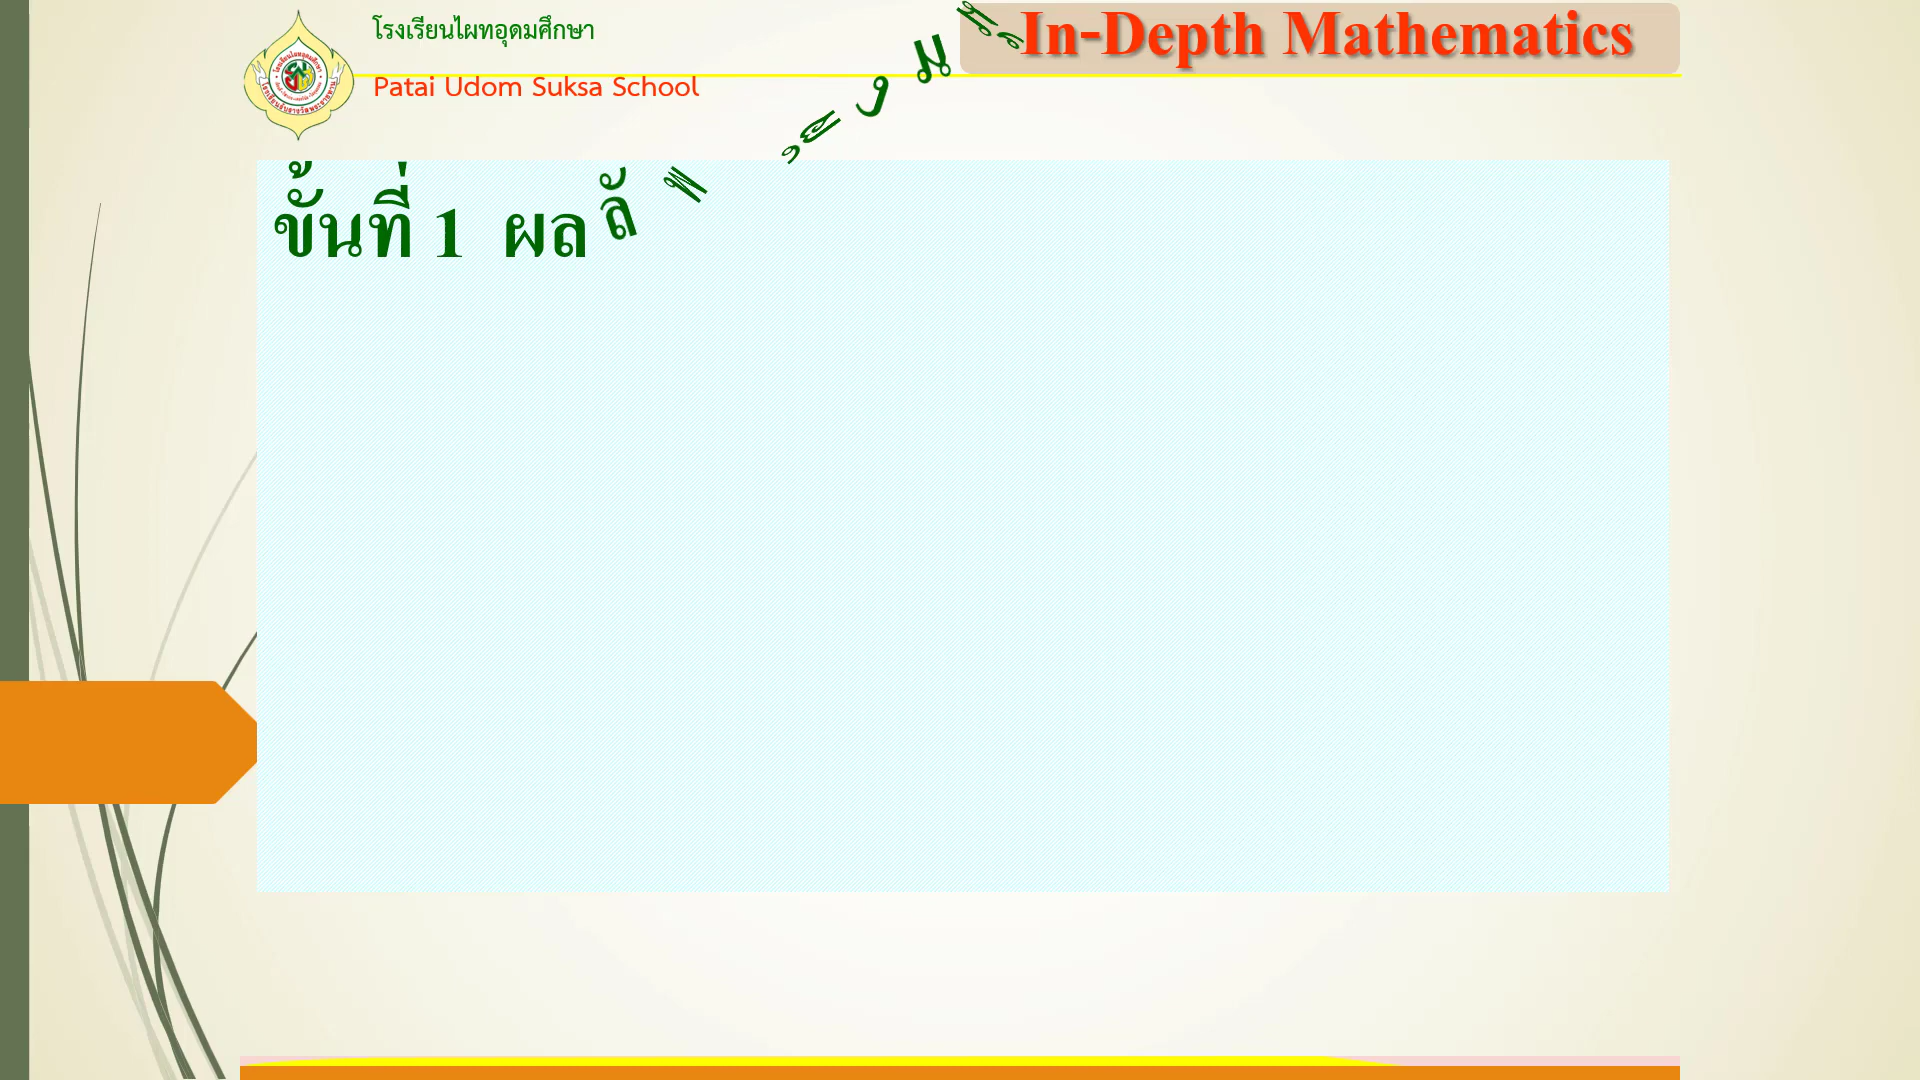 โรงเรียนไผทอุดมศึกษา
In-Depth Mathematics
Patai Udom Suksa School
ขั้นที่ 1 ผลลัพ